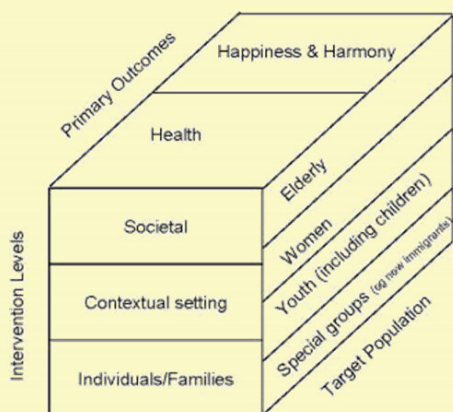 Primary Outcomes
Happiness & Harmony
Health
Intervention Levels
Societal
Contextual setting
Individuals/Families
Elderly
Women
Youth (including children)
Special groups (eg new immigrants)
Target Population